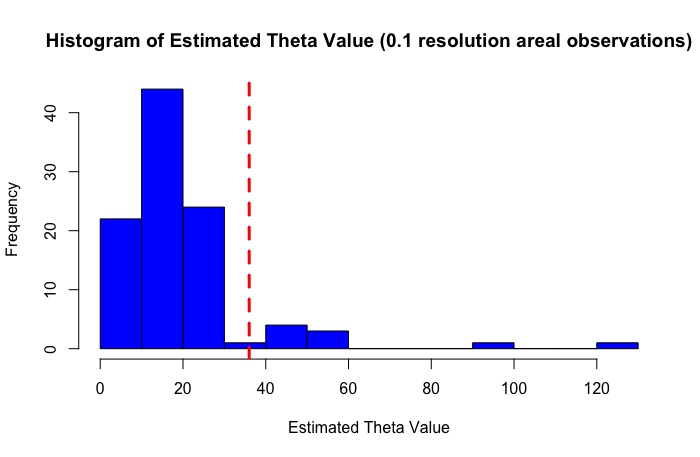 Histogram of Estimated Theta Value (0.1 resolution areal observations)
Frequency
40
30
20
10
0
0 20 40 60 80 100 120
Estimated Theta Value